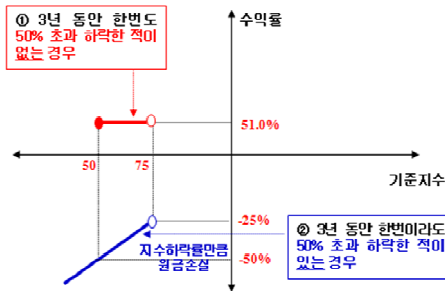 ① 3년 동안 한번도
50% 초과 하락한 적이
없는 경우
수익률
51.0%
50
75
기준지수
-25%
지수하락률만큼
원금손실
-50%
② 3년 동안 한번이라도
50% 초과 하락한 적이
있는 경우